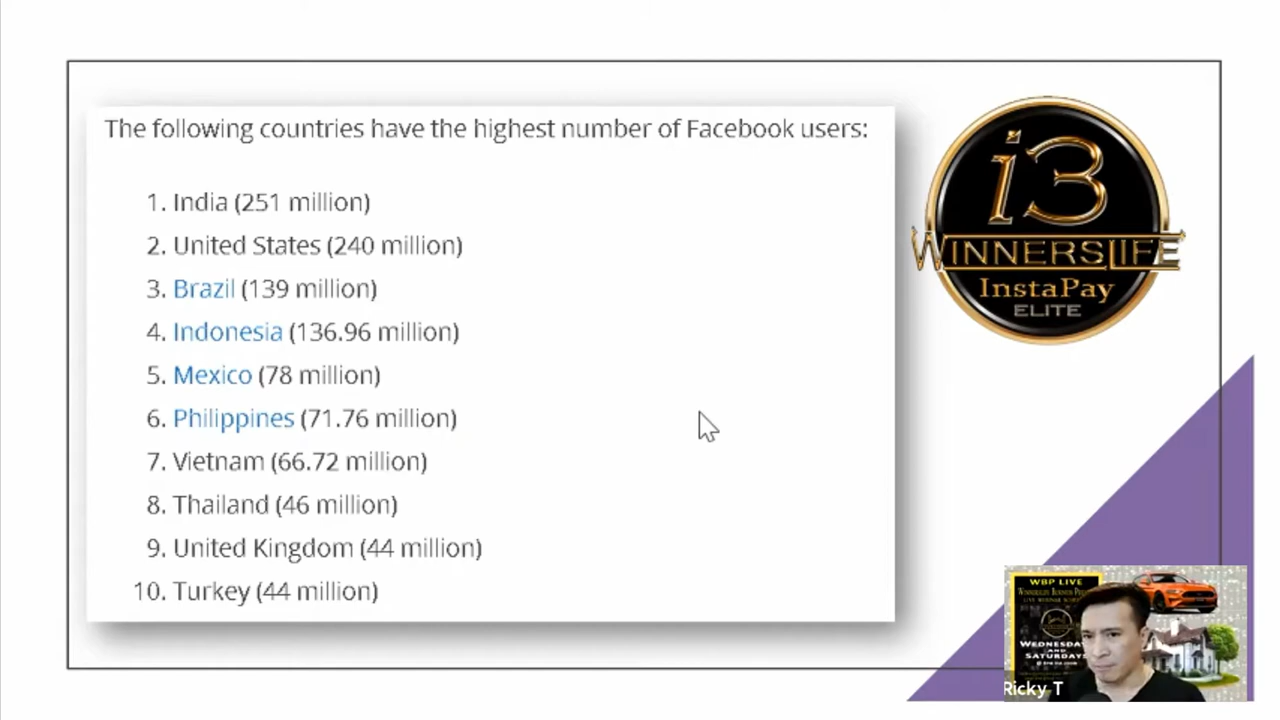 The following countries have the highest number of Facebook users:
1. India (251 million)
2. United States (240 million)
3. Brazil (139 million)
4. Indonesia (136.96 million)
5. Mexico (78 million)
6. Philippines (71.76 million)
7. Vietnam (66.72 million)
8. Thailand (46 million)
9. United Kingdom (44 million)
10. Turkey (44 million)
i3
WINNERSLIFE
InstaPay
ELITE
WBP LIVE
WEDNESDAY
AND
SATURDAYS
Ricky T